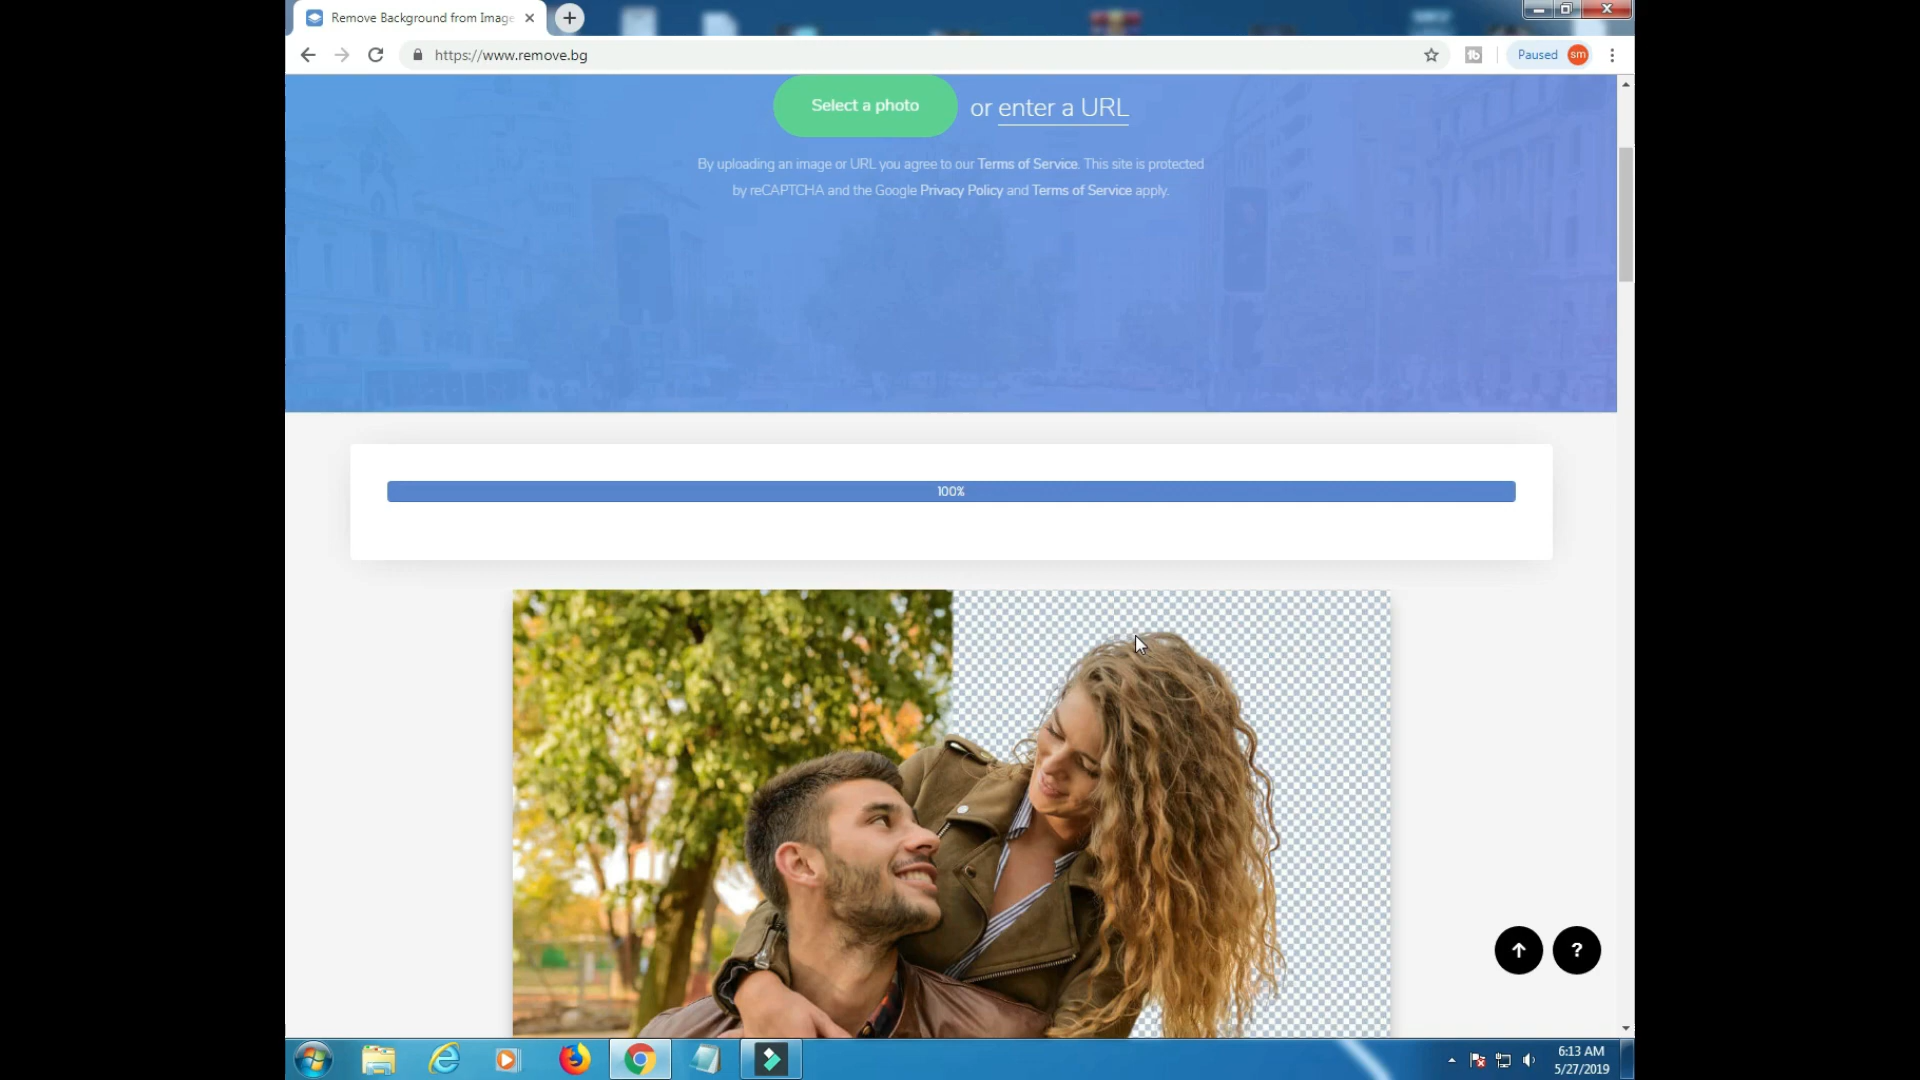 Remove Background from Image
https://www.remove.bg
Paused
sm
Select a photo
or enter a URL
By uploading an image or URL you agree to our Terms of Service. This site is protected
by reCAPTCHA and the Google Privacy Policy and Terms of Service apply.
100%
?
6:13 AM
5/27/2019